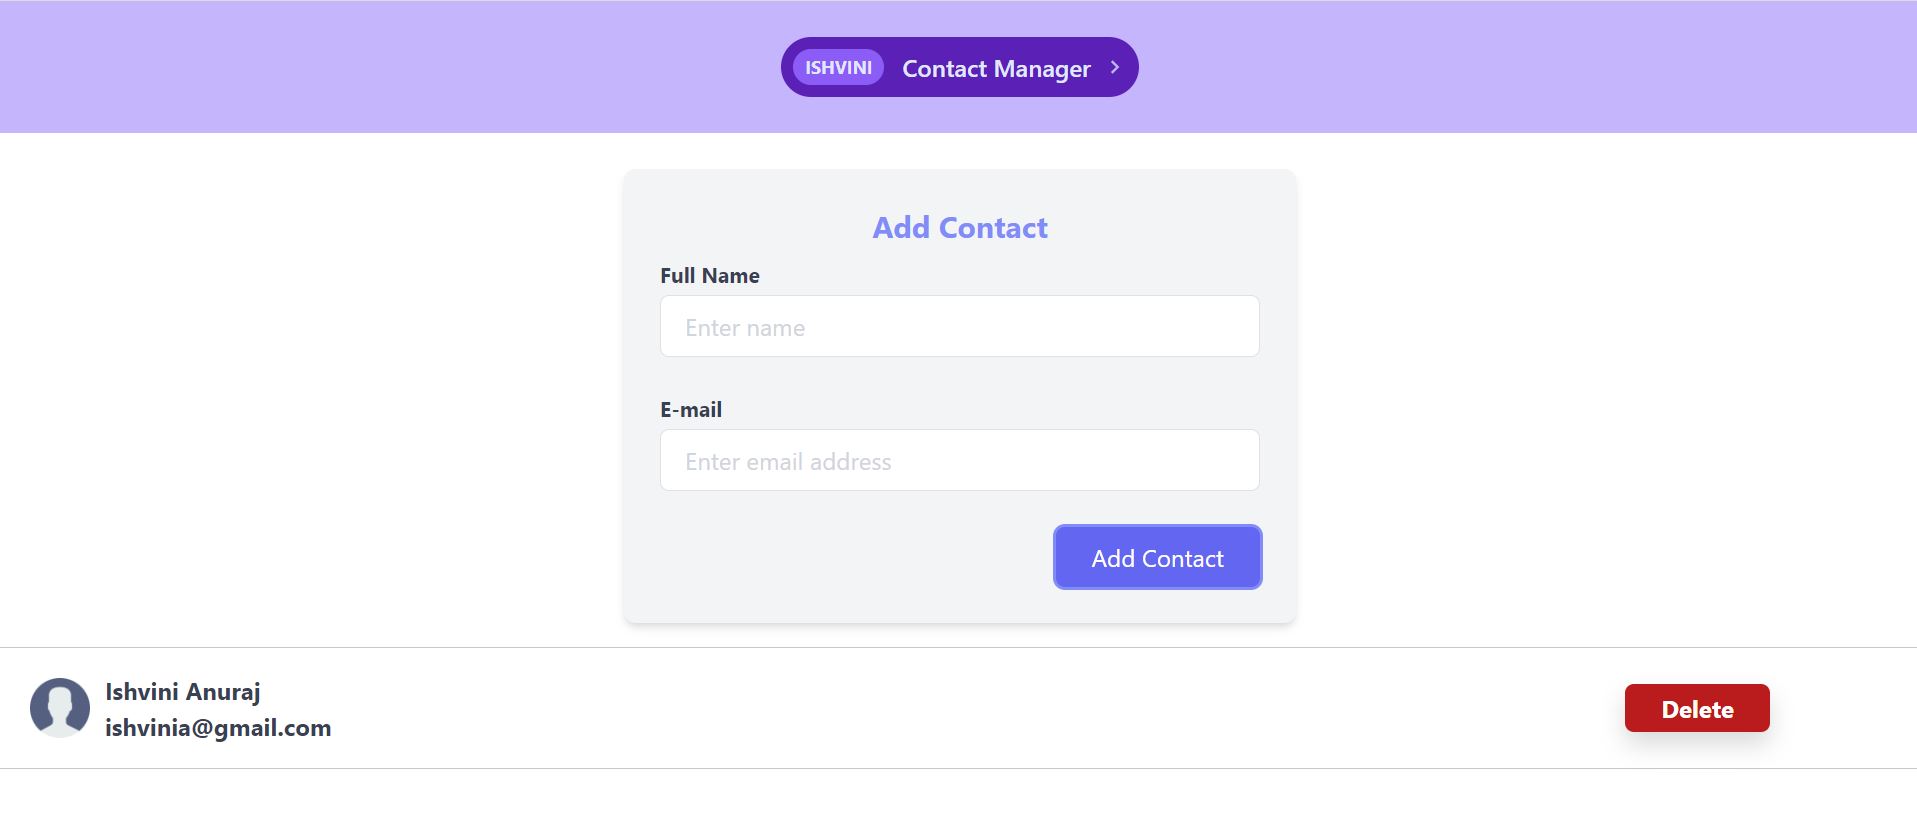 ISHVINI Contact Manager
Add Contact
Full Name
Enter name
E-mail
Enter email address
Add Contact
Ishvini Anuraj
ishvinia@gmail.com
Delete